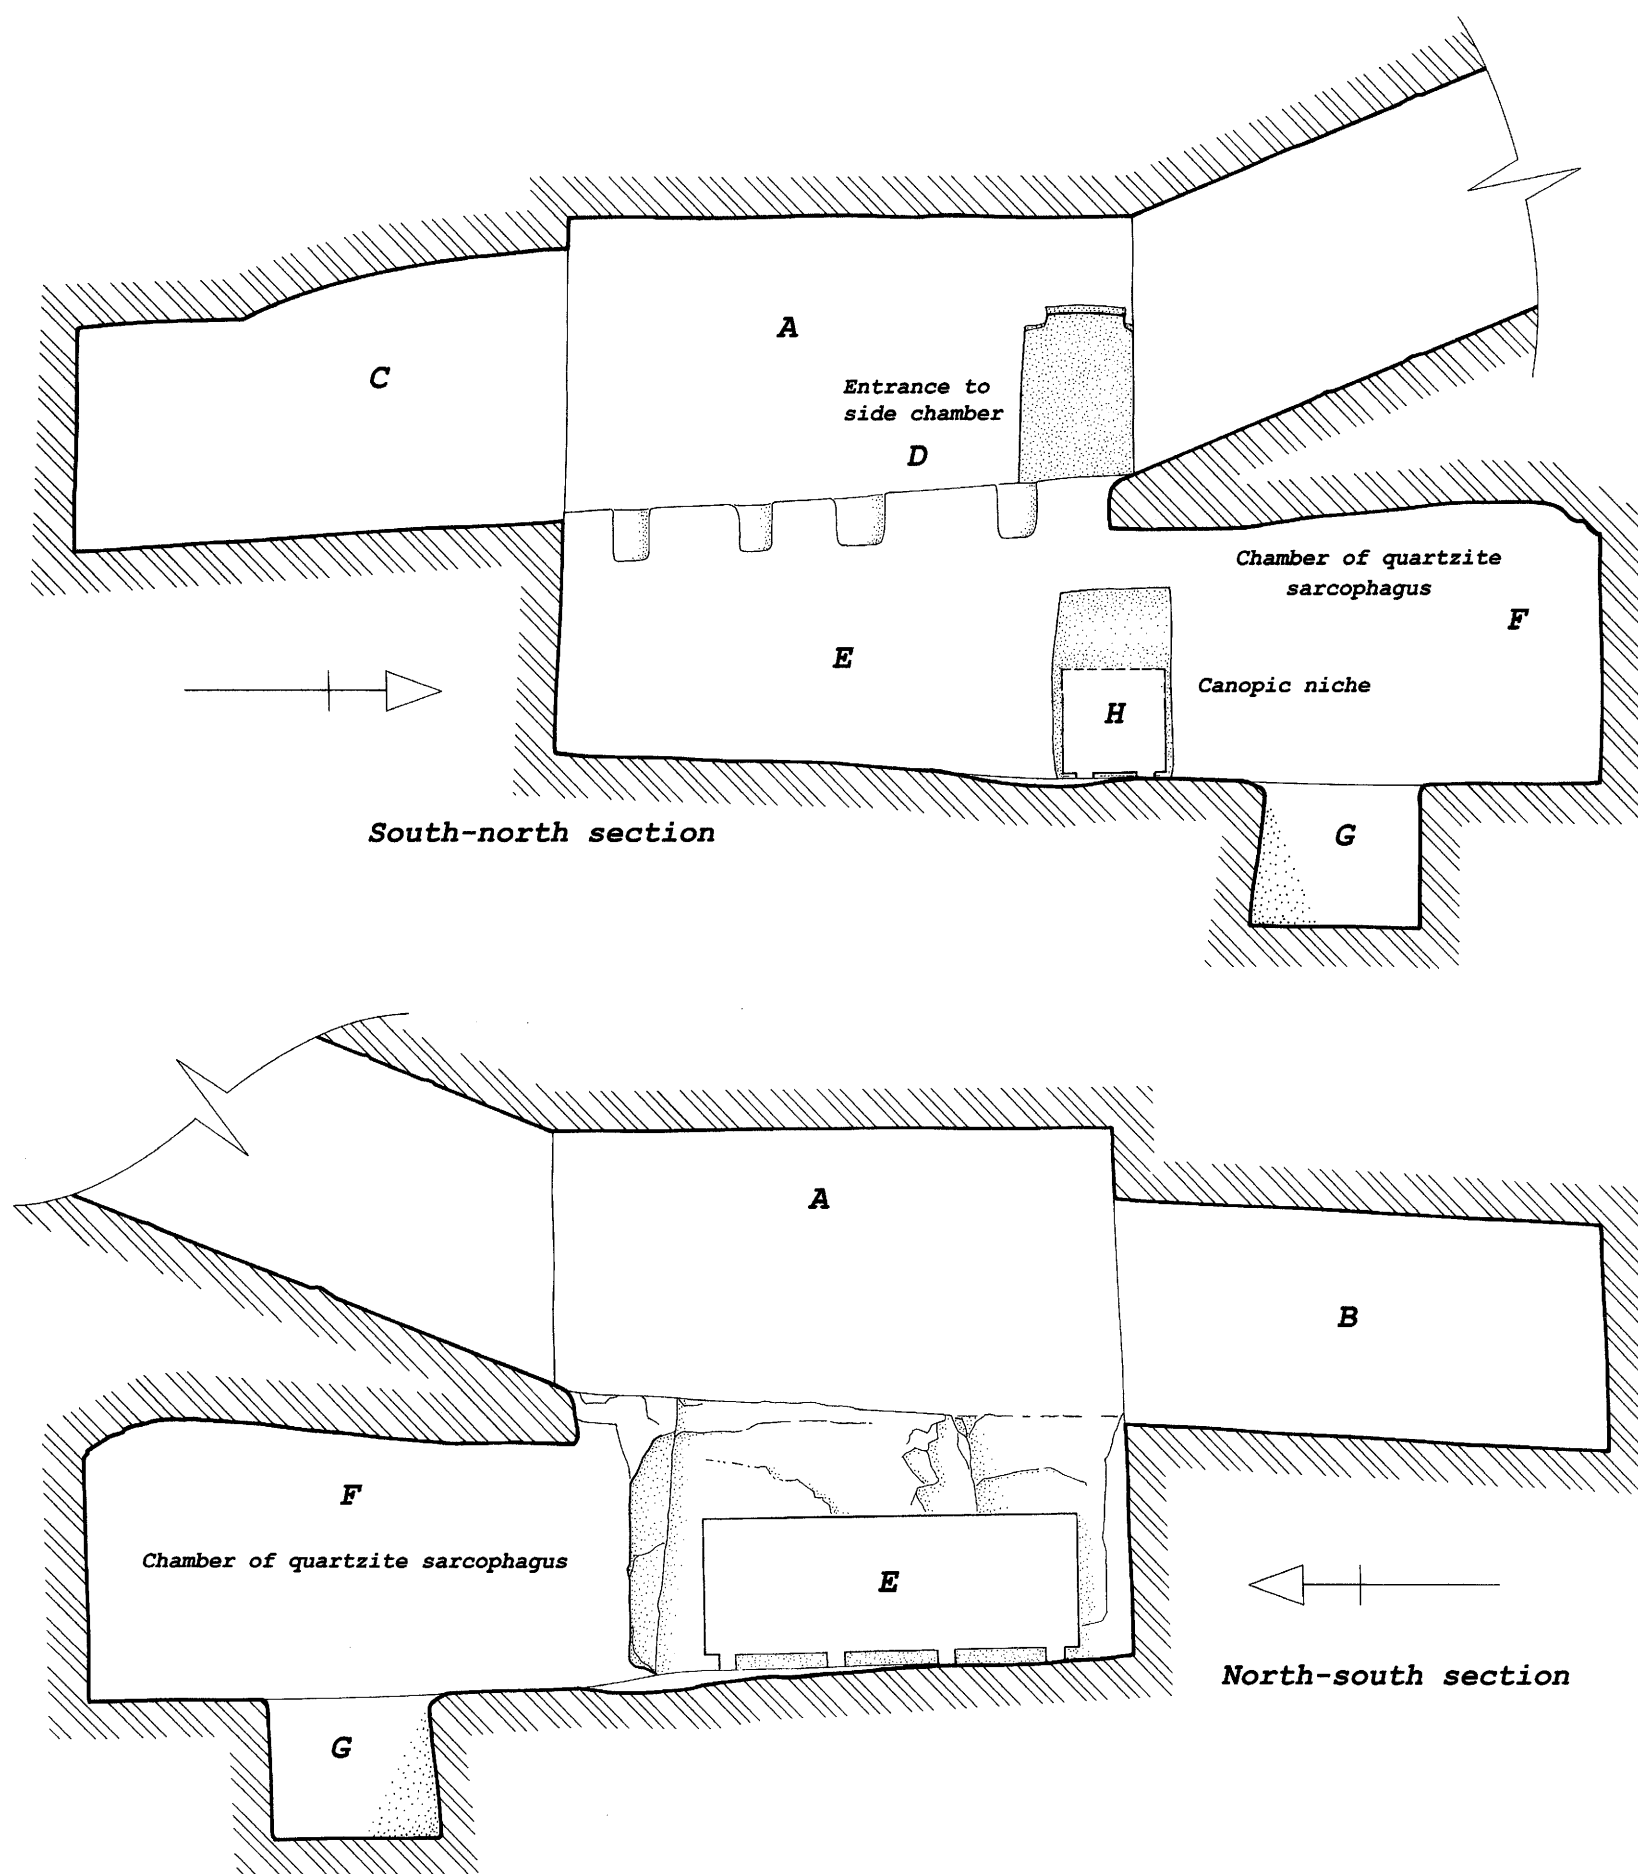 A
C
Entrance to
side chamber
D
Chamber of quartzite
sarcophagus
F
E
Canopic niche
H
South-north section
G
A
B
F
Chamber of quartzite sarcophagus
E
North-south section
G